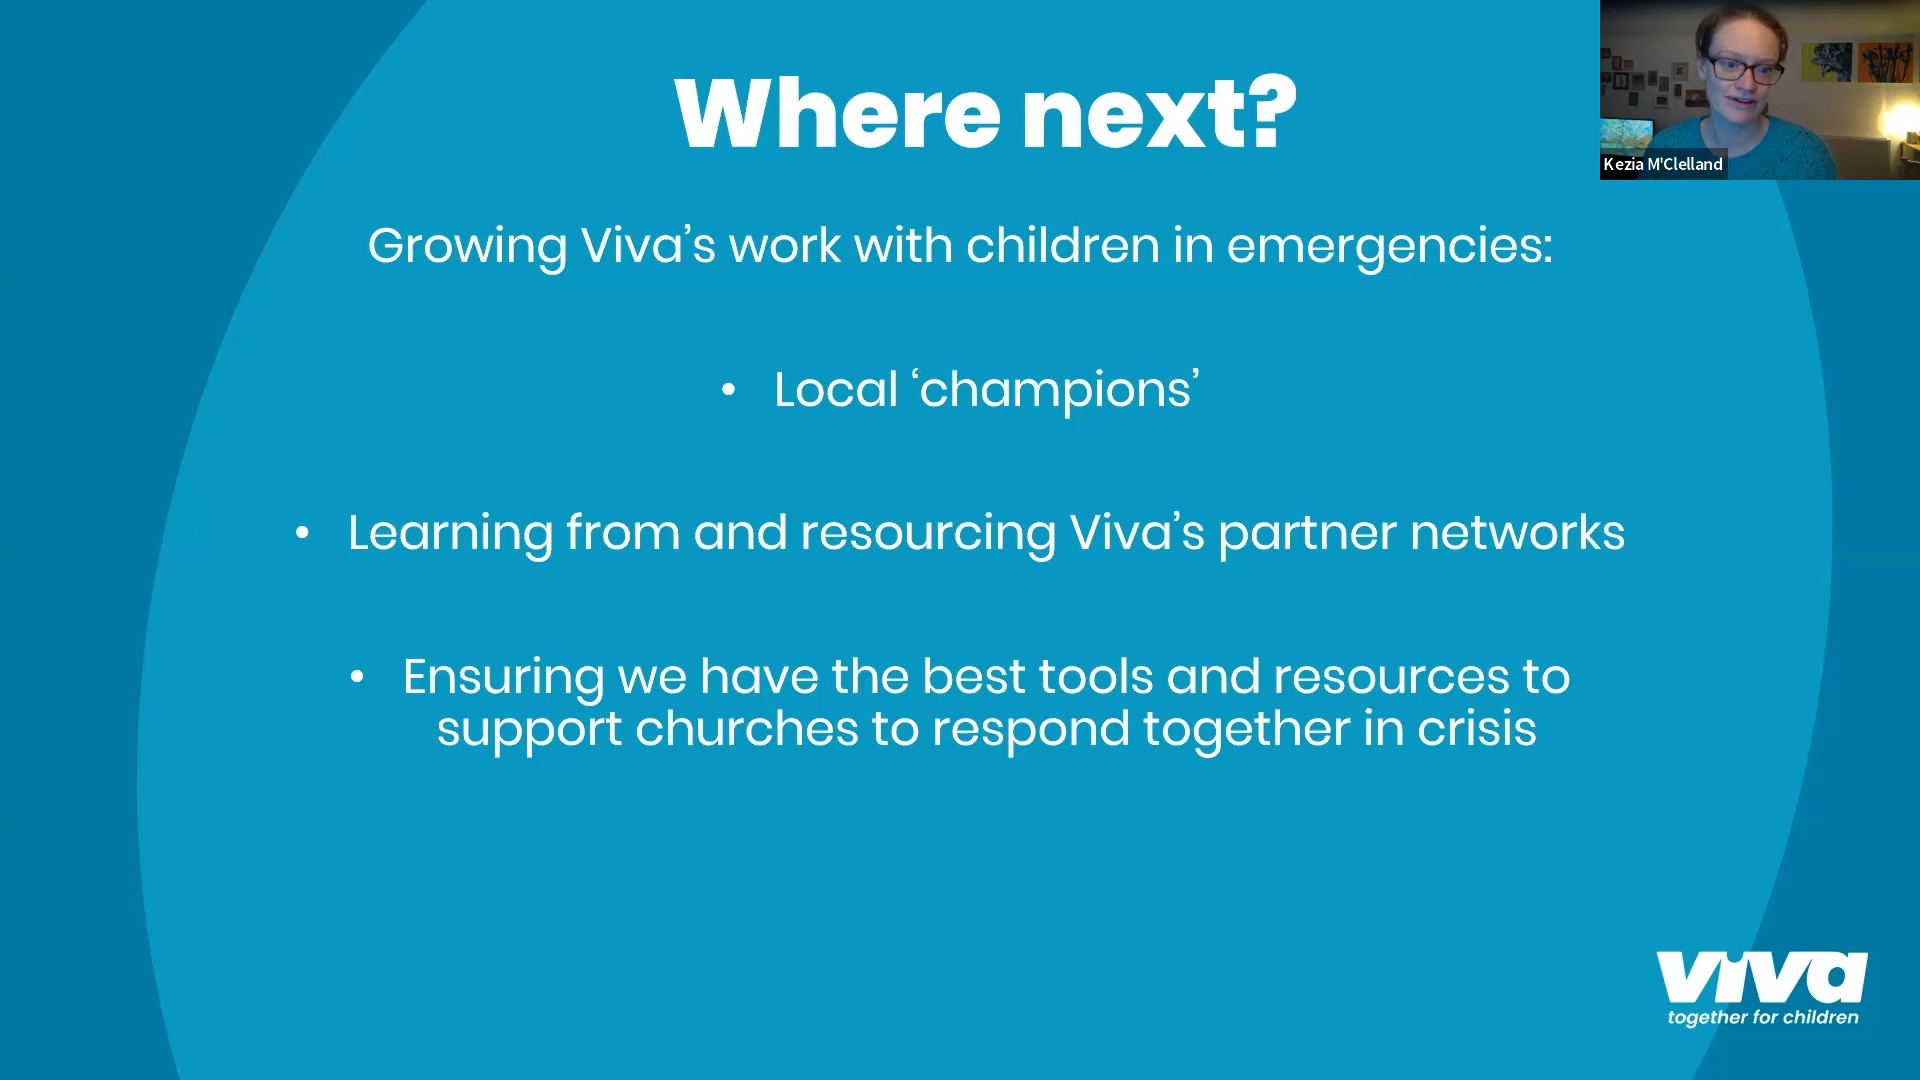 Where next?
Kezia M'Clelland
Growing Viva’s work with children in emergencies:
• Local ‘champions’
• Learning from and resourcing Viva’s partner networks
• Ensuring we have the best tools and resources to
support churches to respond together in crisis
viva
together for children